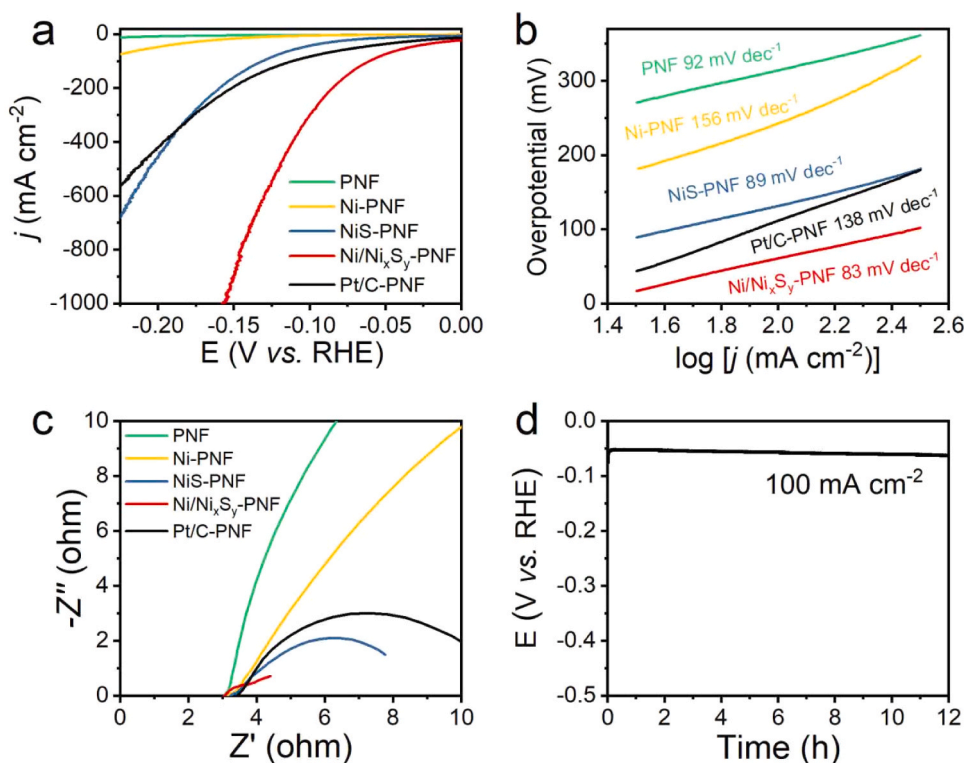 a
0
-200
-400
-600
-800
-1000
j (mA cm⁻²)
-0.20
-0.15
-0.10
-0.05
0.00
E (V vs. RHE)
PNF
Ni-PNF
NiS-PNF
Ni/NiₓSᵧ-PNF
Pt/C-PNF
b
300
200
100
0
Overpotential (mV)
1.4
1.6
1.8
2.0
2.2
2.4
2.6
log [j (mA cm⁻²)]
PNF 92 mV dec⁻¹
Ni-PNF 156 mV dec⁻¹
NiS-PNF 89 mV dec⁻¹
Pt/C-PNF 138 mV dec⁻¹
Ni/NiₓSᵧ-PNF 83 mV dec⁻¹
c
10
8
6
4
2
0
-Z" (ohm)
0
2
4
6
8
10
Z' (ohm)
PNF
Ni-PNF
NiS-PNF
Ni/NiₓSᵧ-PNF
Pt/C-PNF
d
0.0
-0.1
-0.2
-0.3
-0.4
-0.5
E (V vs. RHE)
100 mA cm⁻²
0
2
4
6
8
10
12
Time (h)